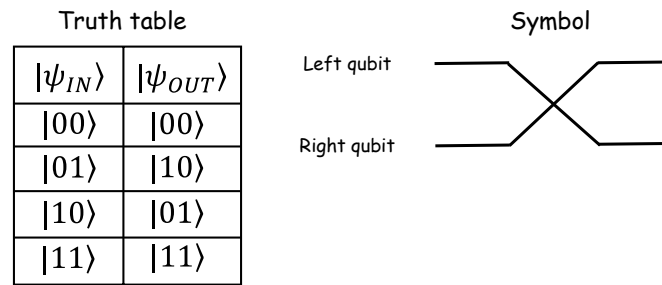 Truth table
|ψ_IN⟩ |ψ_OUT⟩
|00⟩ |00⟩
|01⟩ |10⟩
|10⟩ |01⟩
|11⟩ |11⟩
Symbol
Left qubit
Right qubit